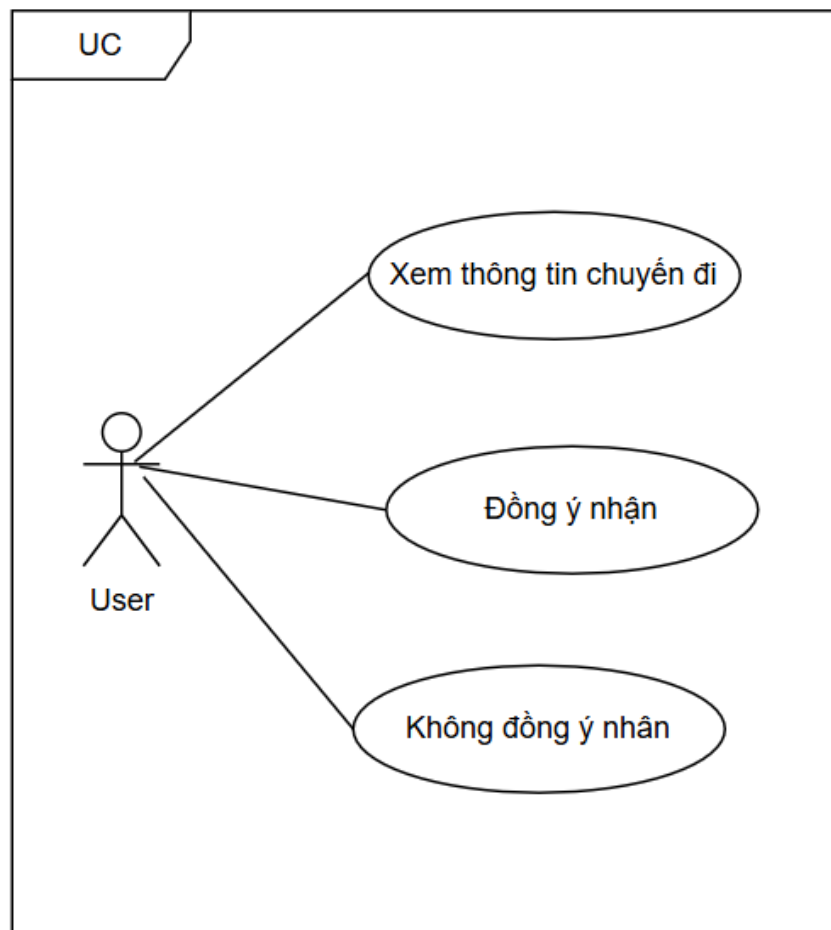 UC
Xem thông tin chuyến đi
Đồng ý nhận
User
Không đồng ý nhân